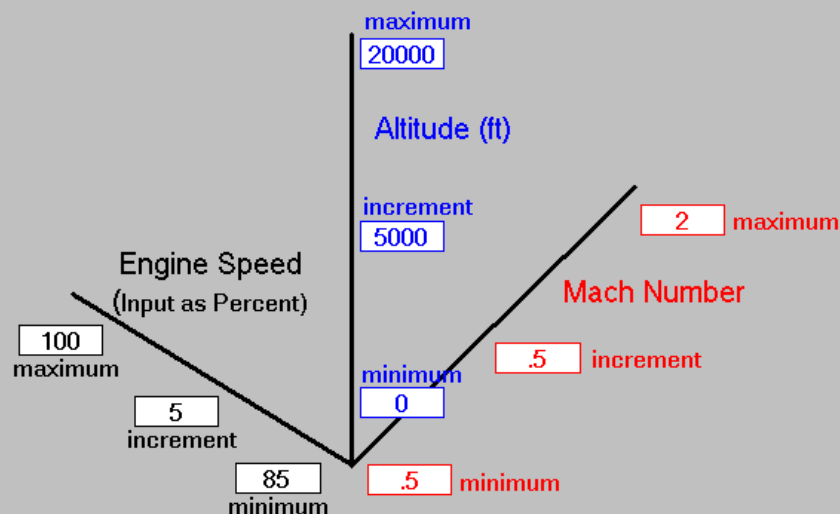 maximum
20000
Altitude (ft)
increment
5000
minimum
0
Engine Speed
(Input as Percent)
100
maximum
5
increment
85
minimum
2 maximum
Mach Number
.5 increment
.5 minimum